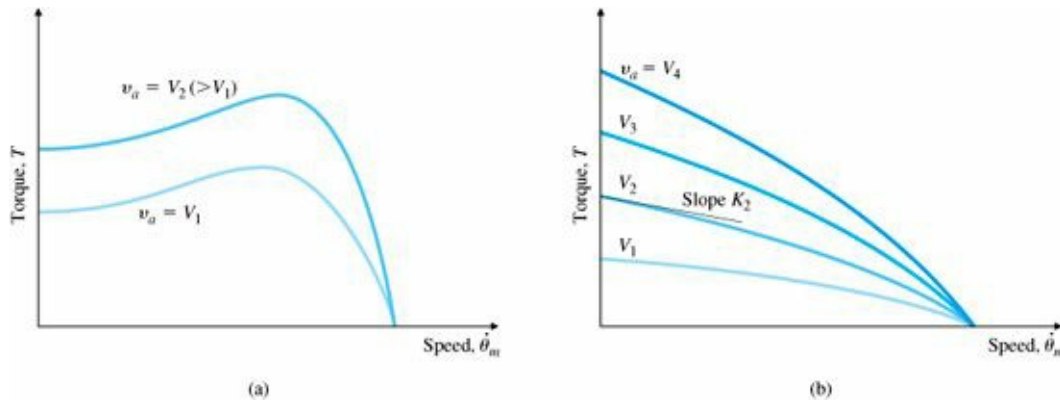 Torque, T
v_a = V_2 (>V_1)
v_a = V_1
Speed, θ̇_m
(a)
Torque, T
v_a = V_4
V_3
V_2
Slope K_2
V_1
Speed, θ̇_m
(b)